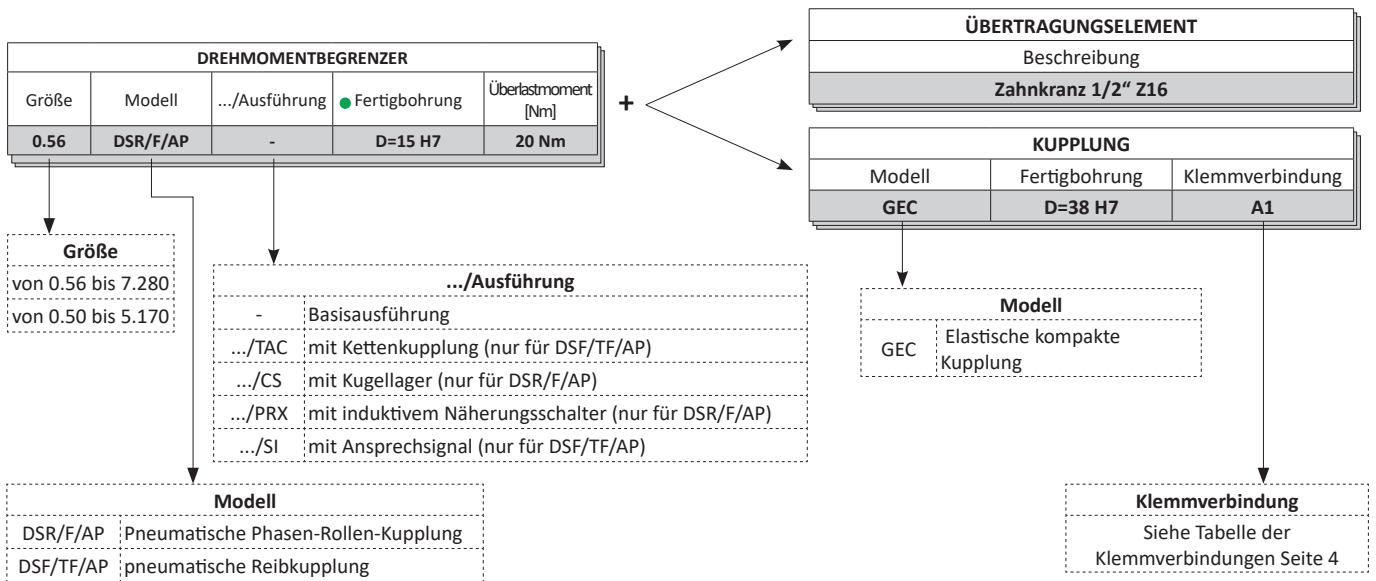 DREHMOMENTBEGRENZER
Größe Modell .../Ausführung Fertigbohrung Überlastmoment [Nm]
0.56 DSR/F/AP - D=15 H7 20 Nm
+
ÜBERTRAGUNGSELEMENT
Beschreibung
Zahnkranz 1/2“ Z16
KUPPLUNG
Modell Fertigbohrung Klemmverbindung
GEC D=38 H7 A1
Größe
von 0.56 bis 7.280
von 0.50 bis 5.170
.../Ausführung
- Basisausführung
.../TAC mit Kettenkupplung (nur für DSF/TF/AP)
.../CS mit Kugellager (nur für DSR/F/AP)
.../PRX mit induktivem Näherungsschalter (nur für DSR/F/AP)
.../SI mit Ansprechsignal (nur für DSF/TF/AP)
Modell
GEC Elastische kompakte
Kupplung
Modell
DSR/F/AP Pneumatische Phasen-Rollen-Kupplung
DSF/TF/AP pneumatische Reibkupplung
Klemmverbindung
Siehe Tabelle der
Klemmverbindungen Seite 4